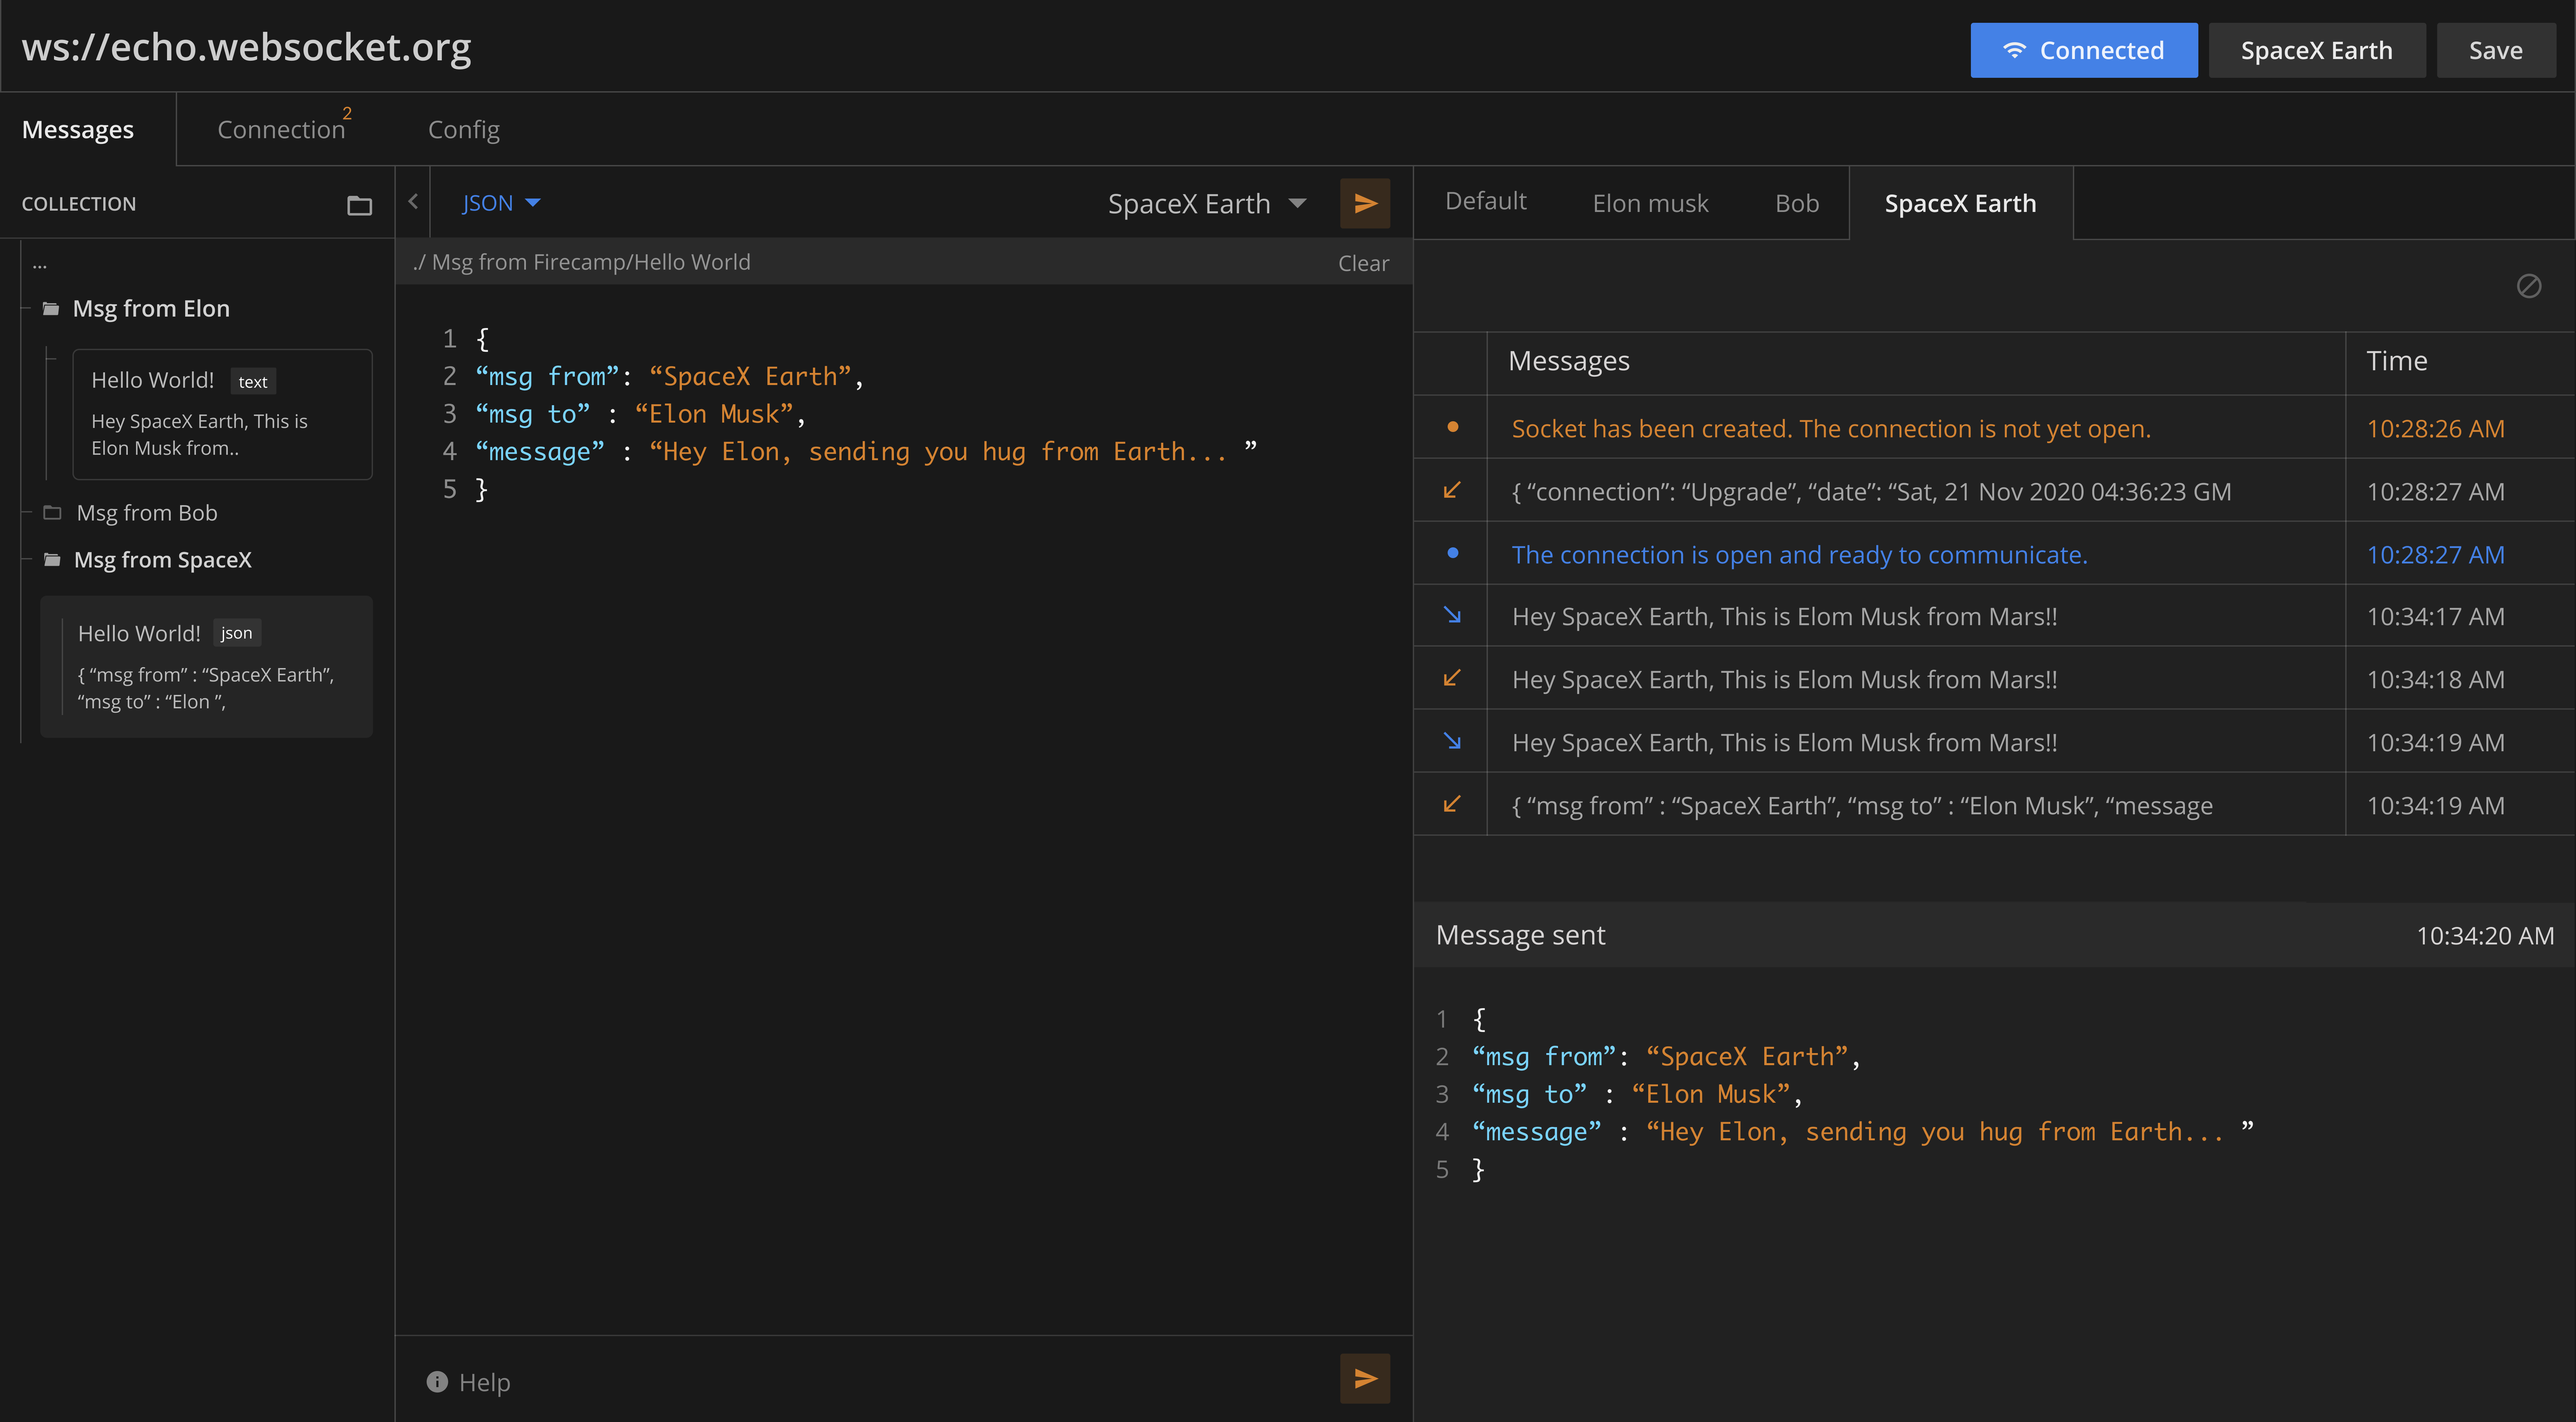 ws://echo.websocket.org
Connected
SpaceX Earth
Save
Messages
Connection 2
Config
COLLECTION
...
Msg from Elon
Hello World! text
Hey SpaceX Earth, This is
Elon Musk from..
Msg from Bob
Msg from SpaceX
Hello World! json
{ “msg from” : “SpaceX Earth”,
“msg to” : “Elon ”,
JSON
SpaceX Earth
./ Msg from Firecamp/Hello World
Clear
1 {
2 “msg from”: “SpaceX Earth”,
3 “msg to” : “Elon Musk”,
4 “message” : “Hey Elon, sending you hug from Earth... ”
5 }
Help
Default
Elon musk
Bob
SpaceX Earth
Messages Time
Socket has been created. The connection is not yet open. 10:28:26 AM
{ “connection”: “Upgrade”, “date”: “Sat, 21 Nov 2020 04:36:23 GM 10:28:27 AM
The connection is open and ready to communicate. 10:28:27 AM
Hey SpaceX Earth, This is Elom Musk from Mars!! 10:34:17 AM
Hey SpaceX Earth, This is Elom Musk from Mars!! 10:34:18 AM
Hey SpaceX Earth, This is Elom Musk from Mars!! 10:34:19 AM
{ “msg from” : “SpaceX Earth”, “msg to” : “Elon Musk”, “message 10:34:19 AM
Message sent 10:34:20 AM
1 {
2 “msg from”: “SpaceX Earth”,
3 “msg to” : “Elon Musk”,
4 “message” : “Hey Elon, sending you hug from Earth... ”
5 }